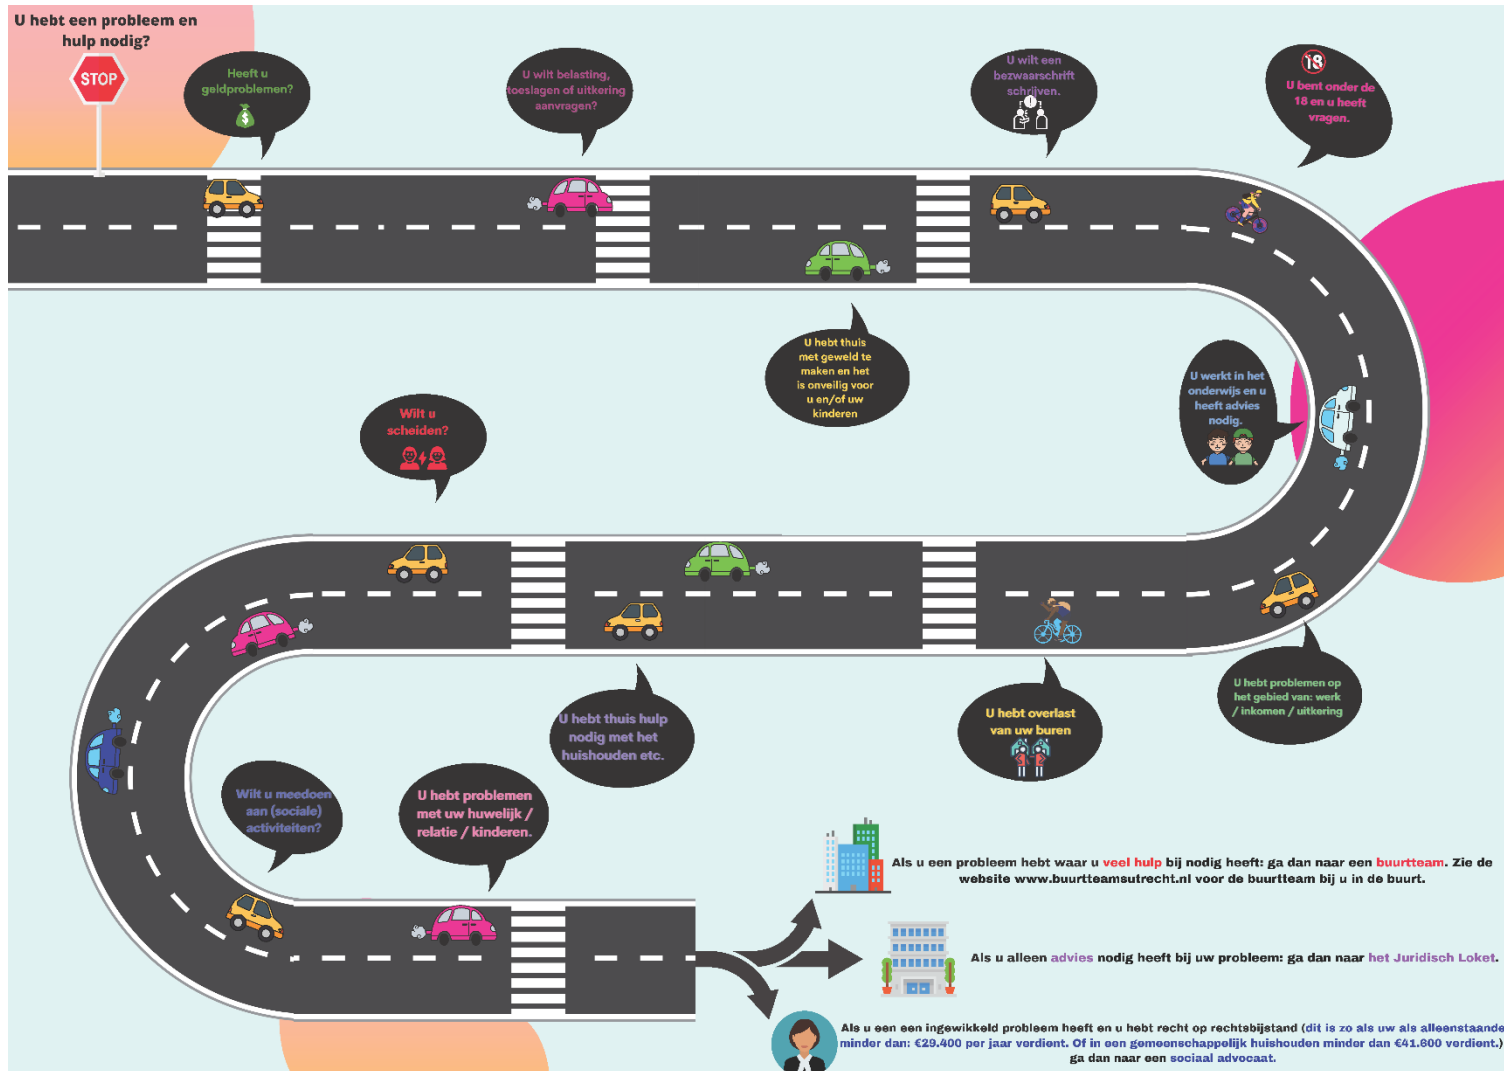 U hebt een probleem en
hulp nodig?
STOP
Heeft u
geldproblemen?
$
U wilt belasting,
toeslagen of uitkering
aanvragen?
U wilt een
bezwaarschrift
schrijven.
18
U bent onder de
18 en u heeft
vragen.
U hebt thuis
met geweld te
maken en het
is onveilig voor
u en/of uw
kinderen
U werkt in het
onderwijs en u
heeft advies
nodig.
Wilt u
scheiden?
U hebt problemen op
het gebied van: werk
/ inkomen / uitkering
U hebt overlast
van uw buren
U hebt thuis hulp
nodig met het
huishouden etc.
Wilt u meedoen
aan (sociale)
activiteiten?
U hebt problemen
met uw huwelijk /
relatie / kinderen.
Als u een probleem hebt waar u veel hulp bij nodig heeft: ga dan naar een buurtteam. Zie de
website www.buurtteamsutrecht.nl voor de buurtteam bij u in de buurt.
Als u alleen advies nodig heeft bij uw probleem: ga dan naar het Juridisch Loket.
Als u een een ingewikkeld probleem heeft en u hebt recht op rechtsbijstand (dit is zo als uw als alleenstaande
minder dan: €29.400 per jaar verdient. Of in een gemeenschappelijk huishouden minder dan €41.600 verdient.)
ga dan naar een sociaal advocaat.